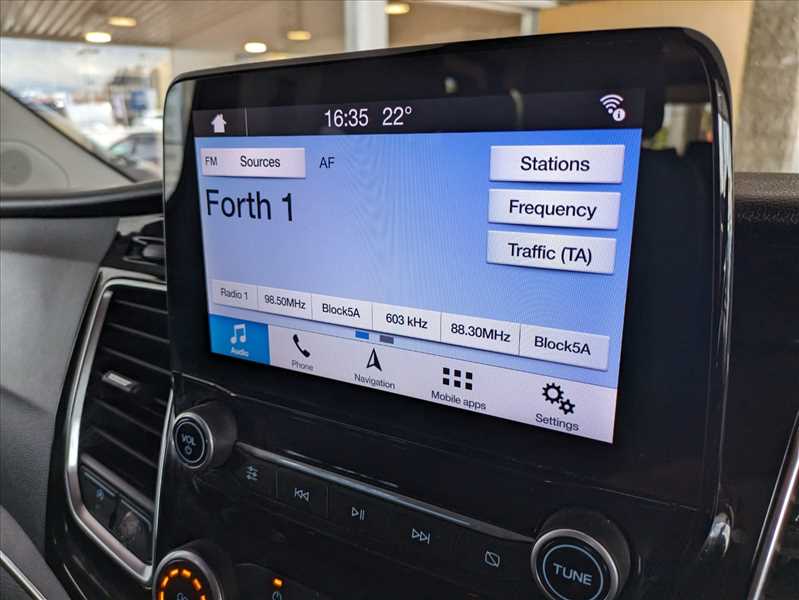 16:35 22°
FM Sources AF
Stations
Forth 1
Frequency
Traffic (TA)
Radio 1 98.50MHz Block5A 603 kHz 88.30MHz Block5A
Audio Phone Navigation Mobile apps Settings
VOL
TUNE